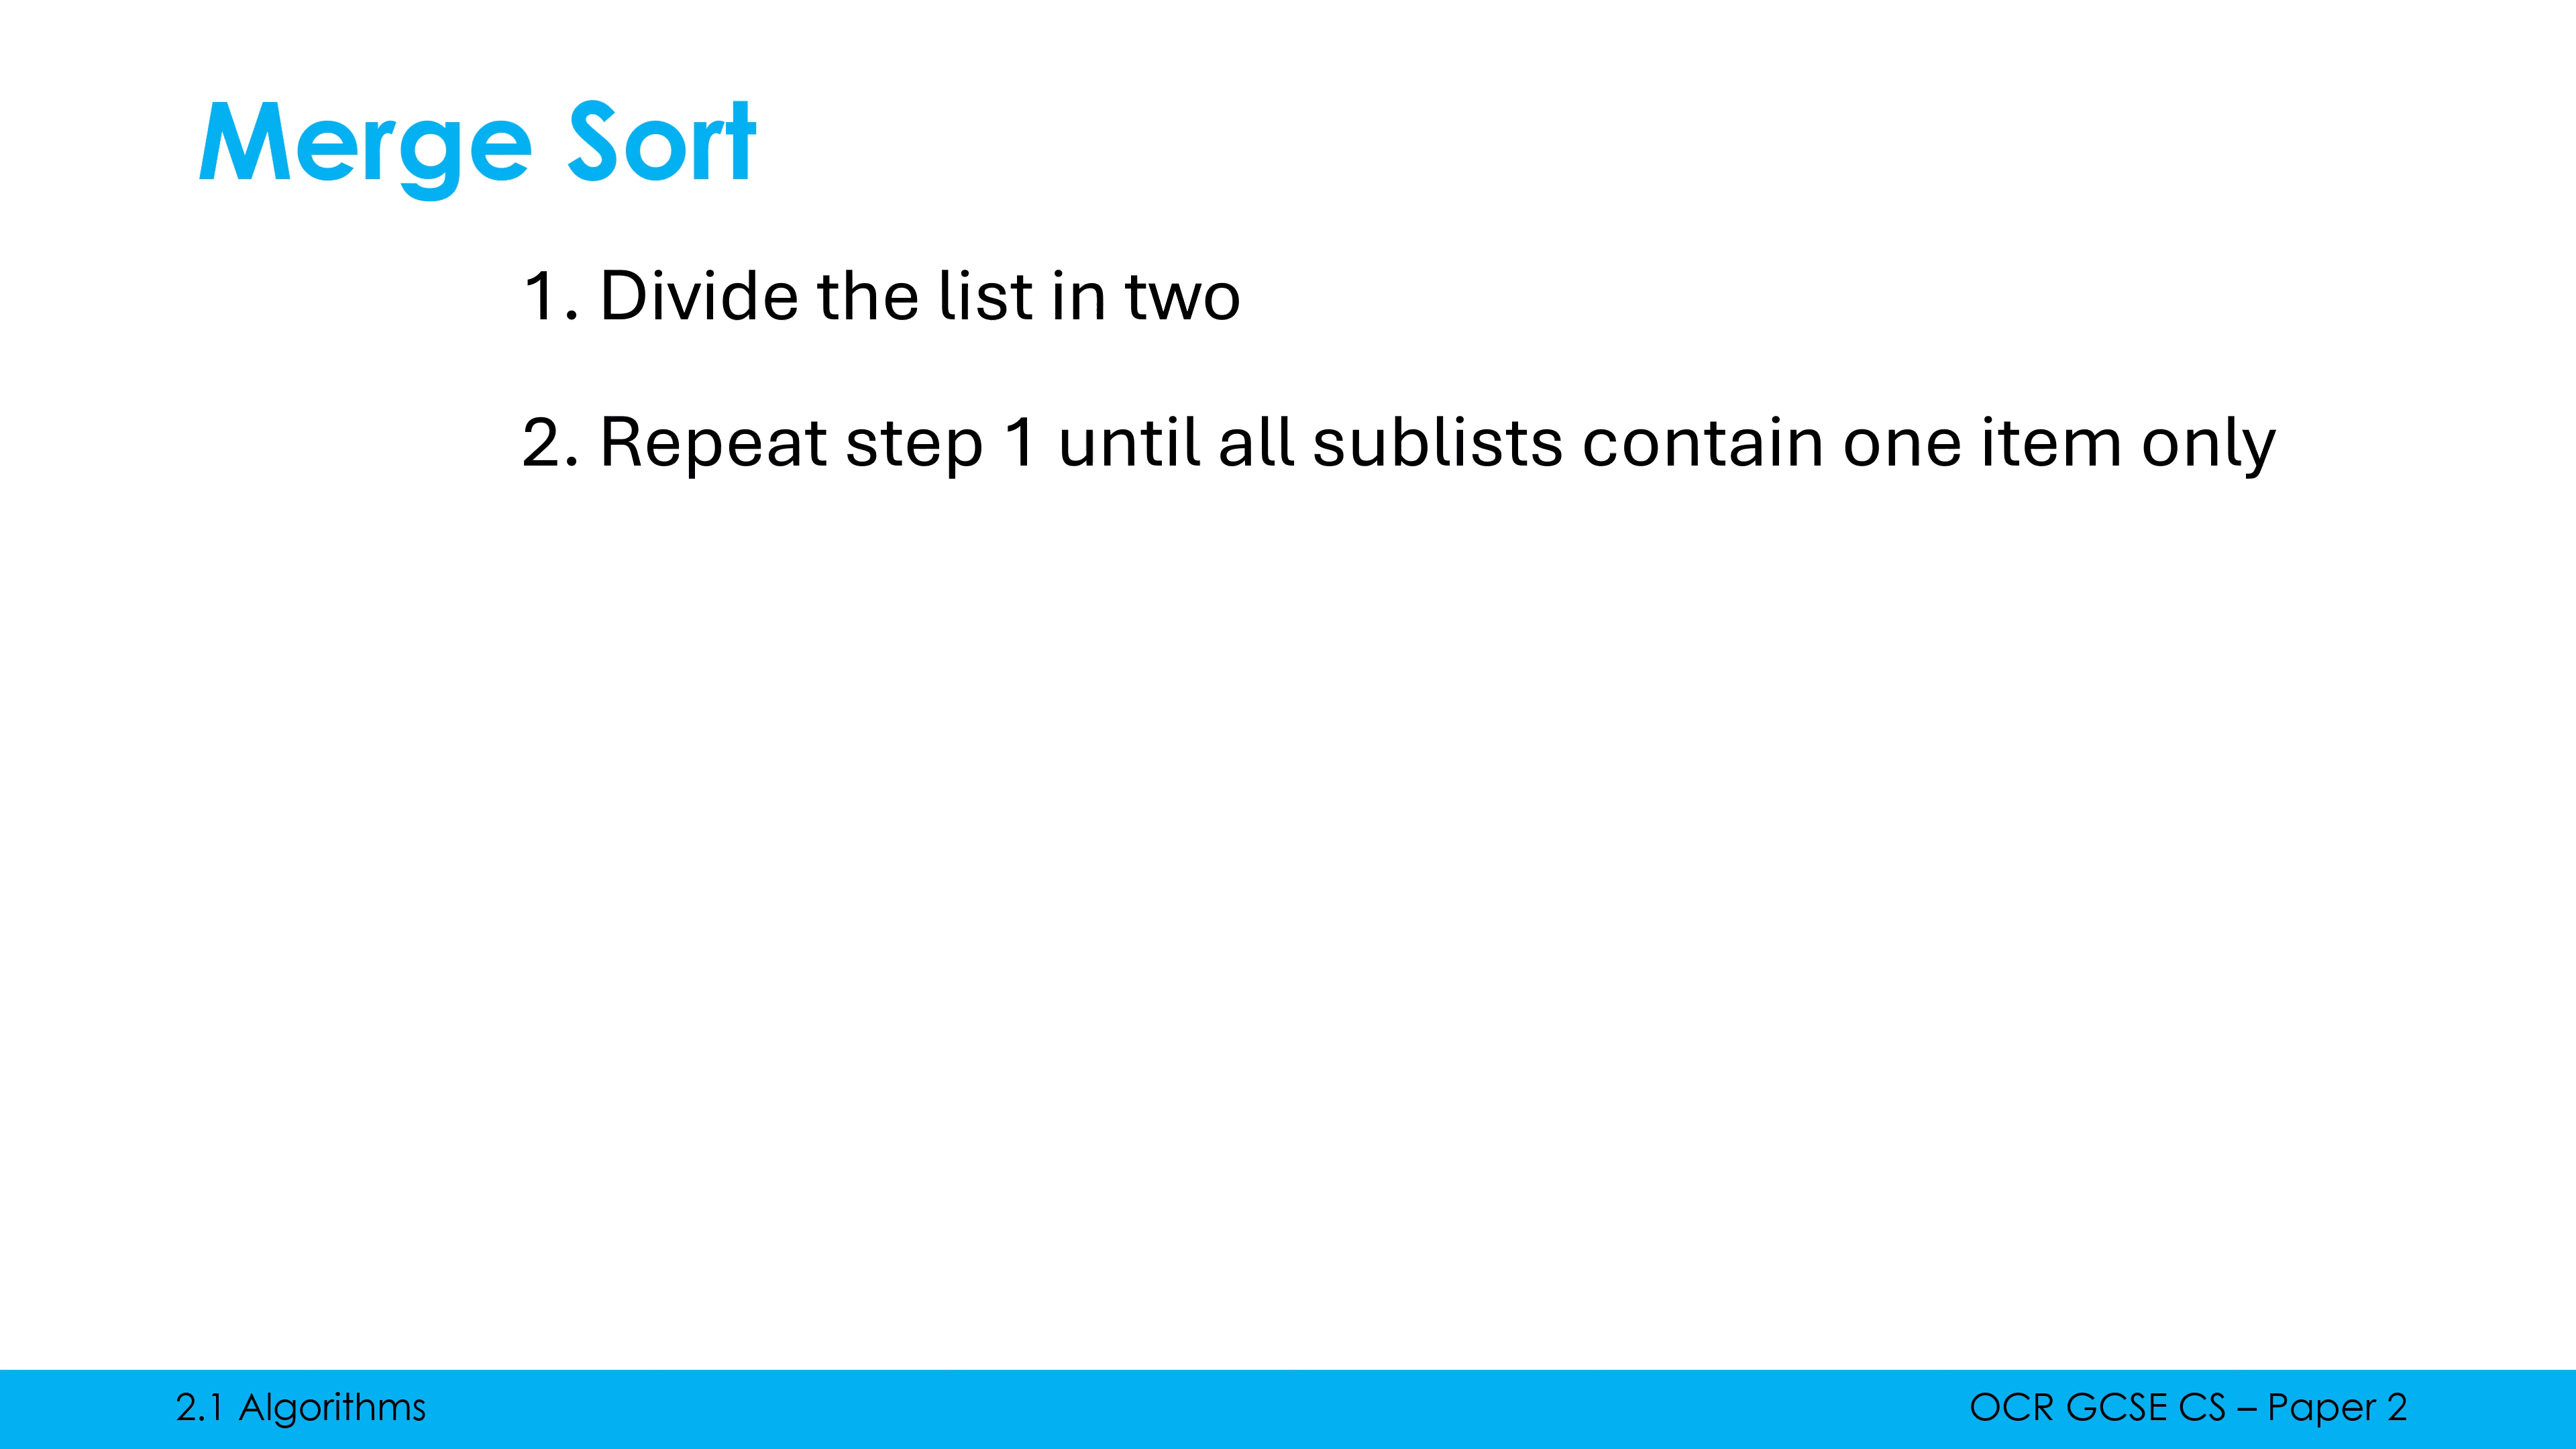 Merge Sort
1. Divide the list in two
2. Repeat step 1 until all sublists contain one item only
2.1 Algorithms
OCR GCSE CS – Paper 2